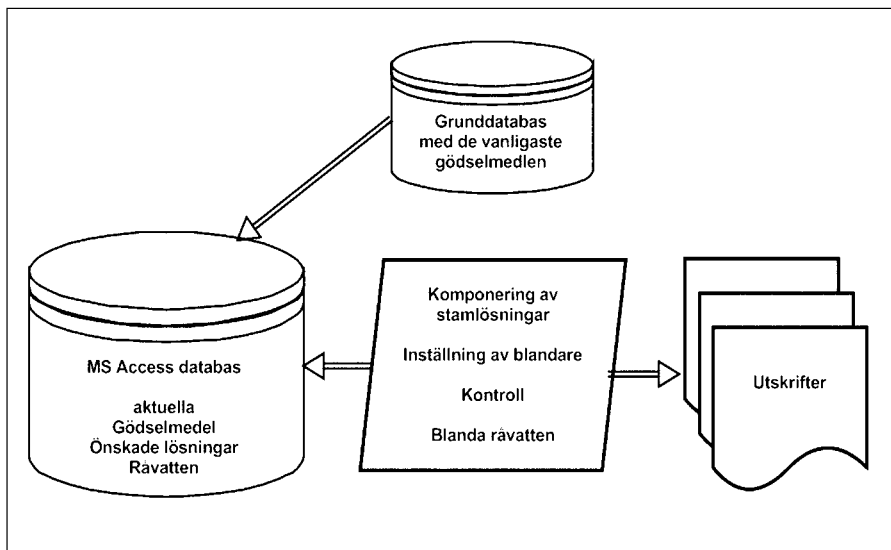 Grunddatabas
med de vanligaste
gödselmedlen
MS Access databas
aktuella
Gödselmedel
Önskade lösningar
Råvatten
Komponering av
stamlösningar
Inställning av blandare
Kontroll
Blanda råvatten
Utskrifter